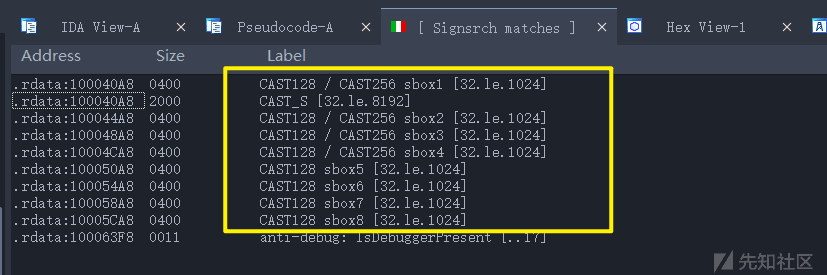 IDA View-A Pseudocode-A [ Signsrch matches ] Hex View-1
Address Size Label
.rdata:100040A8 0400 CAST128 / CAST256 sbox1 [32.le.1024]
.rdata:100040A8 2000 CAST_S [32.le.8192]
.rdata:100044A8 0400 CAST128 / CAST256 sbox2 [32.le.1024]
.rdata:100048A8 0400 CAST128 / CAST256 sbox3 [32.le.1024]
.rdata:10004CA8 0400 CAST128 / CAST256 sbox4 [32.le.1024]
.rdata:100050A8 0400 CAST128 sbox5 [32.le.1024]
.rdata:100054A8 0400 CAST128 sbox6 [32.le.1024]
.rdata:100058A8 0400 CAST128 sbox7 [32.le.1024]
.rdata:10005CA8 0400 CAST128 sbox8 [32.le.1024]
.rdata:100063F8 0011 anti-debug: IsDebuggerPresent [..17]
先知社区